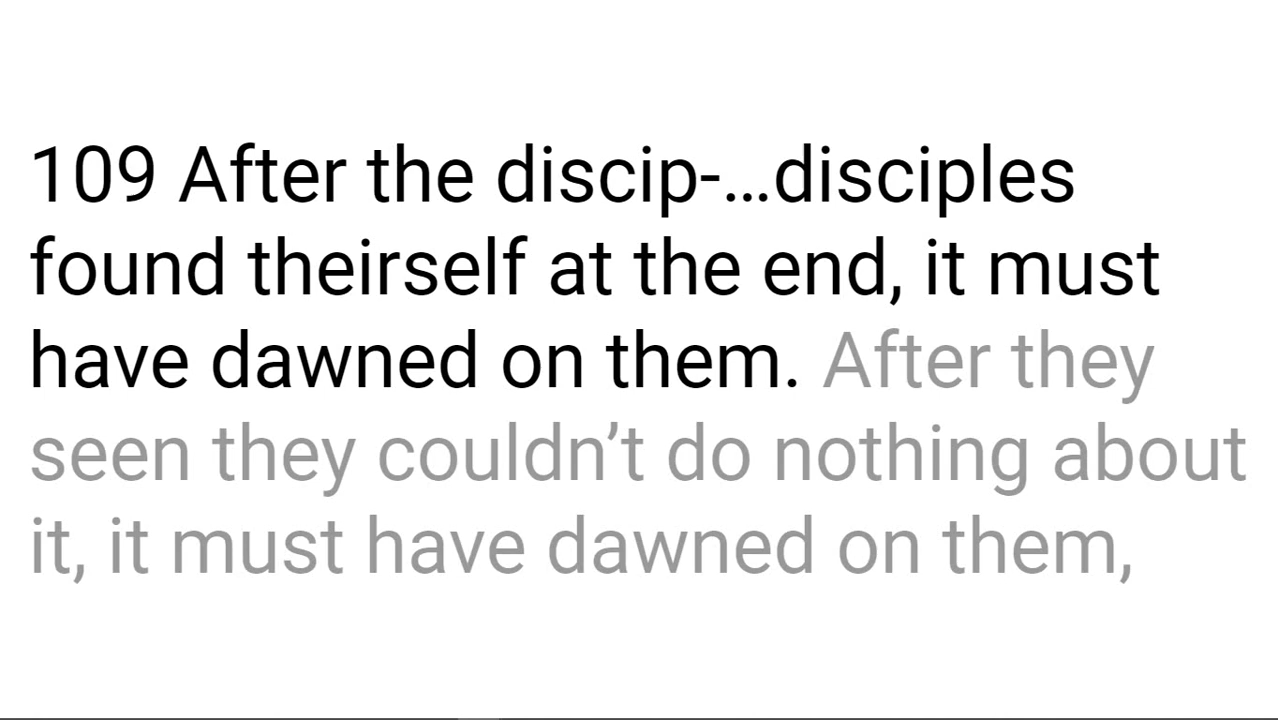 109 After the discip-...disciples
found theirself at the end, it must
have dawned on them. After they
seen they couldn’t do nothing about
it, it must have dawned on them,